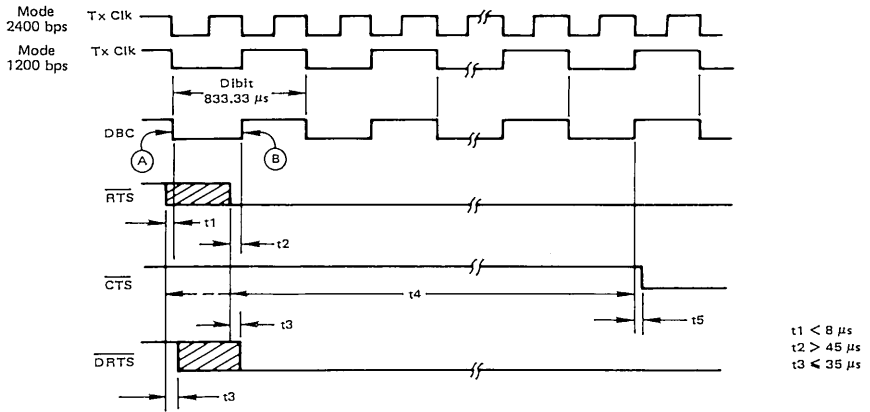 Mode
2400 bps
Tx Clk
Mode
1200 bps
Tx Clk
Dibit
833.33 μs
DBC
A
B
RTS
t1
t2
CTS
t4
t3
t5
DRTS
t3
t1 < 8 μs
t2 > 45 μs
t3 ⩽ 35 μs